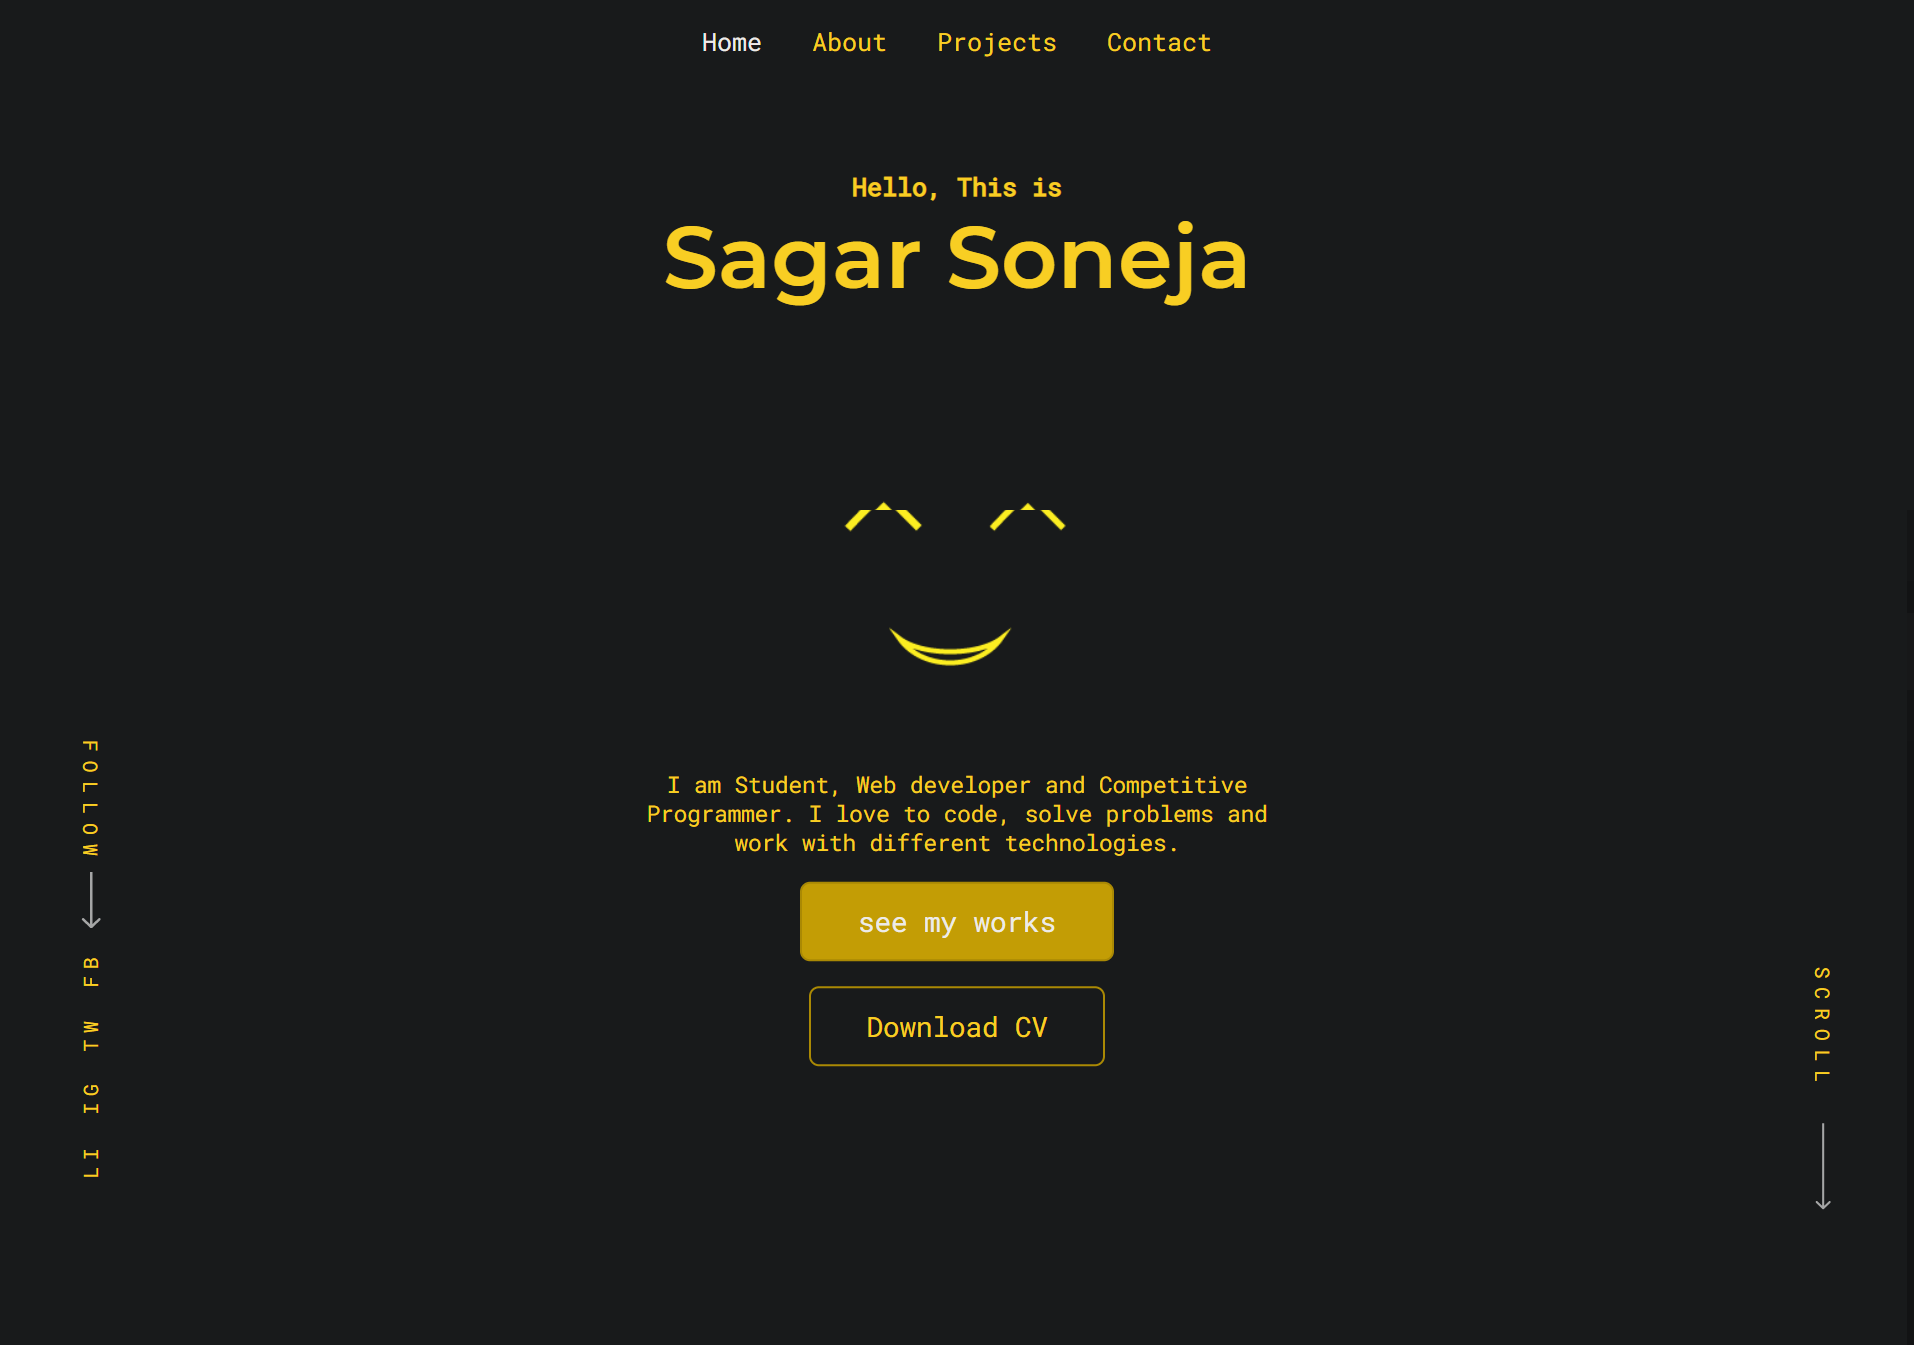 Home About Projects Contact
Hello, This is
Sagar Soneja
I am Student, Web developer and Competitive
Programmer. I love to code, solve problems and
work with different technologies.
see my works
Download CV
FOLLOW
FB
TW
IG
LI
SCROLL